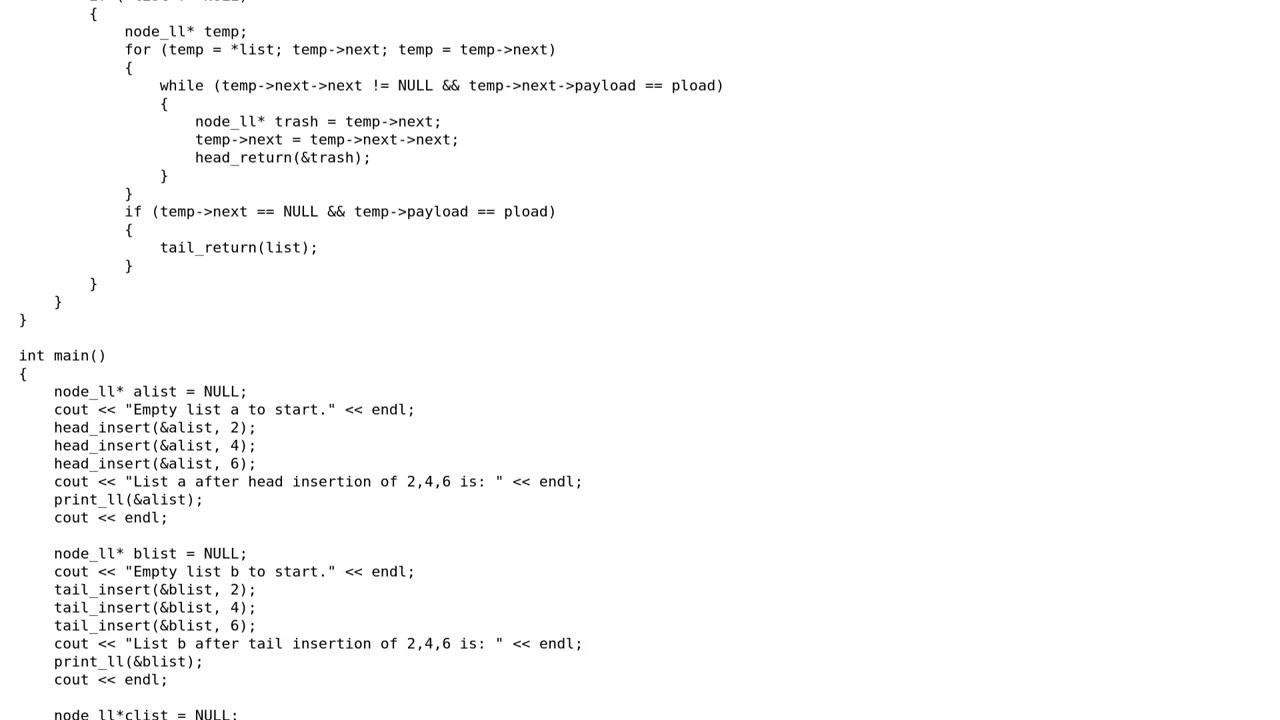 {
node_ll* temp;
for (temp = *list; temp->next; temp = temp->next)
{
while (temp->next->next != NULL && temp->next->payload == pload)
{
node_ll* trash = temp->next;
temp->next = temp->next->next;
head_return(&trash);
}
}
if (temp->next == NULL && temp->payload == pload)
{
tail_return(list);
}
}
}
}
int main()
{
node_ll* alist = NULL;
cout << "Empty list a to start." << endl;
head_insert(&alist, 2);
head_insert(&alist, 4);
head_insert(&alist, 6);
cout << "List a after head insertion of 2,4,6 is: " << endl;
print_ll(&alist);
cout << endl;
node_ll* blist = NULL;
cout << "Empty list b to start." << endl;
tail_insert(&blist, 2);
tail_insert(&blist, 4);
tail_insert(&blist, 6);
cout << "List b after tail insertion of 2,4,6 is: " << endl;
print_ll(&blist);
cout << endl;
node_ll*clist = NULL;